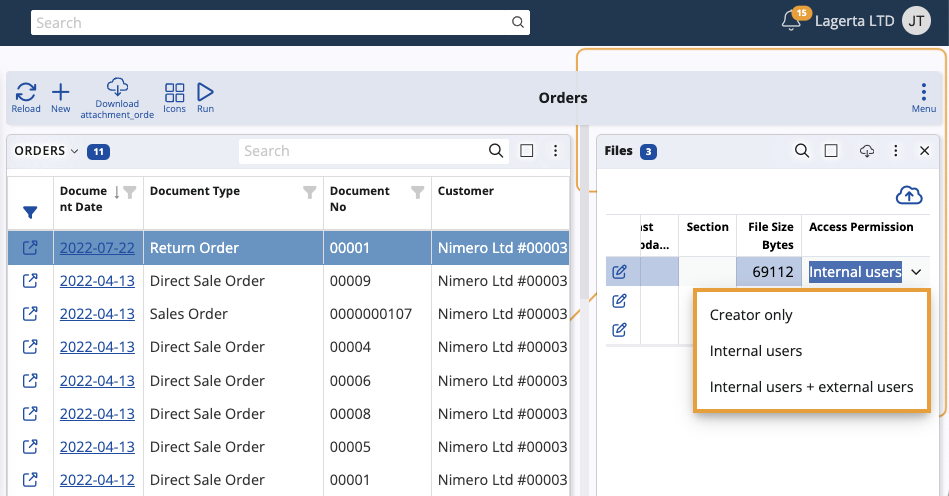 Search
15
Lagerta LTD
JT
Reload
New
Download
attachment_orde
Icons
Run
Orders
Menu
ORDERS
11
Search
Files
3
Docume
nt Date
Document Type
Document
No
Customer
2022-07-22 Return Order 00001 Nimero Ltd #00003
2022-04-13 Direct Sale Order 00009 Nimero Ltd #00003
2022-04-13 Sales Order 0000000107 Nimero Ltd #00003
2022-04-13 Direct Sale Order 00004 Nimero Ltd #00003
2022-04-13 Direct Sale Order 00006 Nimero Ltd #00003
2022-04-13 Direct Sale Order 00008 Nimero Ltd #00003
2022-04-13 Direct Sale Order 00005 Nimero Ltd #00003
2022-04-12 Direct Sale Order 00001 Nimero Ltd #00003
ast
pda...
Section
File Size
Bytes
Access Permission
69112 Internal users
Creator only
Internal users
Internal users + external users